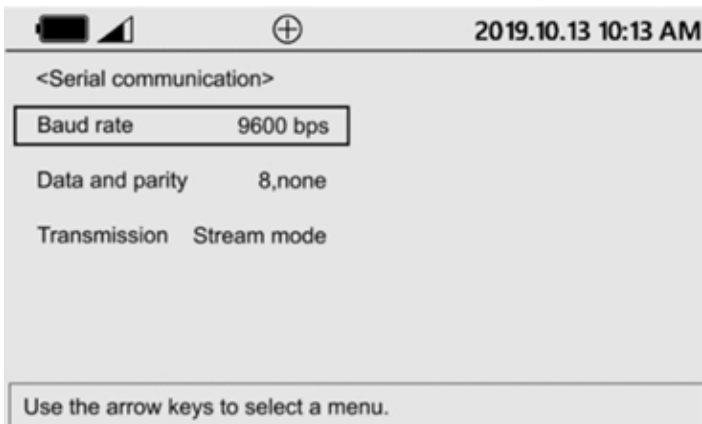 2019.10.13 10:13 AM
<Serial communication>
Baud rate 9600 bps
Data and parity 8,none
Transmission Stream mode
Use the arrow keys to select a menu.